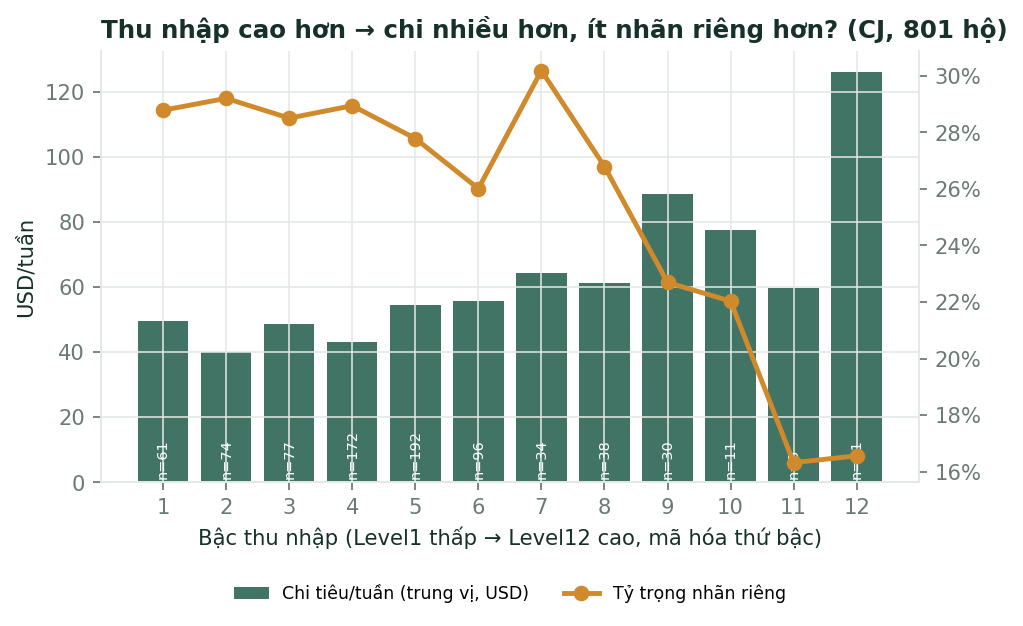 Thu nhập cao hơn → chi nhiều hơn, ít nhãn riêng hơn? (CJ, 801 hộ)
120
100
80
60
40
20
0
USD/tuần
30%
28%
26%
24%
22%
20%
18%
16%
n=61
n=74
n=77
n=172
n=192
n=96
n=34
n=38
n=30
n=11
1 2 3 4 5 6 7 8 9 10 11 12
Bậc thu nhập (Level1 thấp → Level12 cao, mã hóa thứ bậc)
Chi tiêu/tuần (trung vị, USD)
Tỷ trọng nhãn riêng